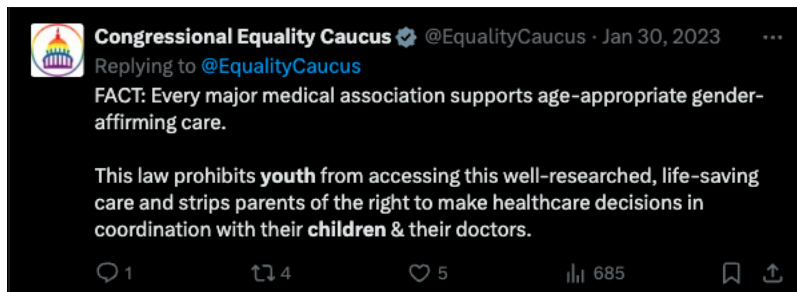 Congressional Equality Caucus @EqualityCaucus · Jan 30, 2023 ...
Replying to @EqualityCaucus
FACT: Every major medical association supports age-appropriate gender-
affirming care.
This law prohibits youth from accessing this well-researched, life-saving
care and strips parents of the right to make healthcare decisions in
coordination with their children & their doctors.
1 4 5 685